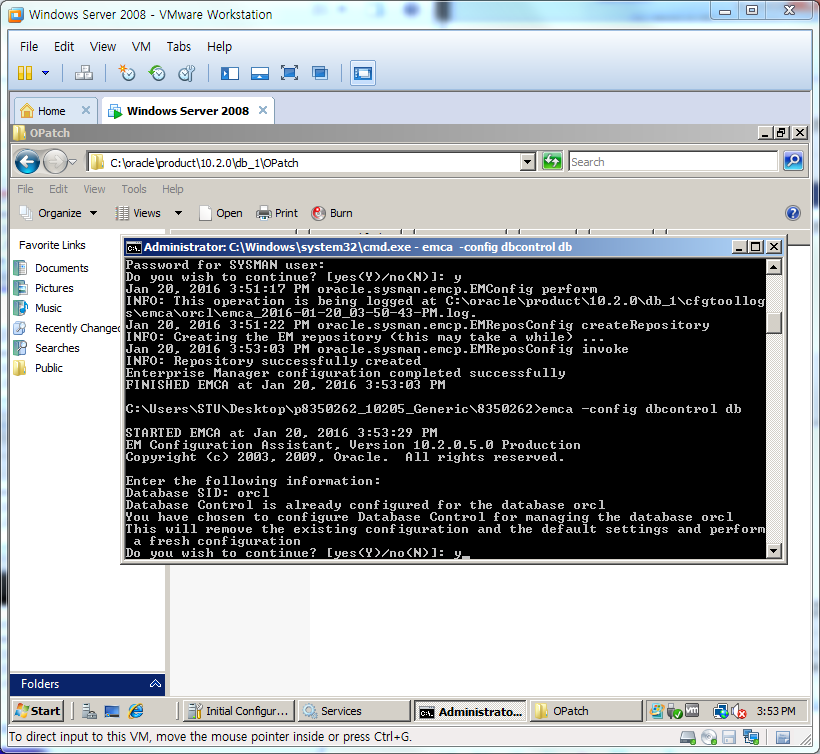 Windows Server 2008 - VMware Workstation
File Edit View VM Tabs Help
Home Windows Server 2008
OPatch
C:\oracle\product\10.2.0\db_1\OPatch Search
File Edit View Tools Help
Organize Views Open Print Burn
Favorite Links
Documents
Pictures
Music
Recently Changed
Searches
Public
Administrator: C:\Windows\system32\cmd.exe - emca  -config dbcontrol db
Password for SYSMAN user:
Do you wish to continue? [yes(Y)/no(N)]: y
Jan 20, 2016 3:51:17 PM oracle.sysman.emcp.EMConfig perform
INFO: This operation is being logged at C:\oracle\product\10.2.0\db_1\cfgtoollog
s\emca\orcl\emca_2016-01-20_03-50-43-PM.log.
Jan 20, 2016 3:51:22 PM oracle.sysman.emcp.EMReposConfig createRepository
INFO: Creating the EM repository (this may take a while) ...
Jan 20, 2016 3:53:03 PM oracle.sysman.emcp.EMReposConfig invoke
INFO: Repository successfully created
Enterprise Manager configuration completed successfully
FINISHED EMCA at Jan 20, 2016 3:53:03 PM
C:\Users\STU\Desktop\p8350262_10205_Generic\8350262>emca -config dbcontrol db
STARTED EMCA at Jan 20, 2016 3:53:29 PM
EM Configuration Assistant, Version 10.2.0.5.0 Production
Copyright (c) 2003, 2009, Oracle.  All rights reserved.
Enter the following information:
Database SID: orcl
Database Control is already configured for the database orcl
You have chosen to configure Database Control for managing the database orcl
This will remove the existing configuration and the default settings and perform
 a fresh configuration
Do you wish to continue? [yes(Y)/no(N)]: y_
Folders
Start Initial Configur... Services Administrato... OPatch 3:53 PM
To direct input to this VM, move the mouse pointer inside or press Ctrl+G.